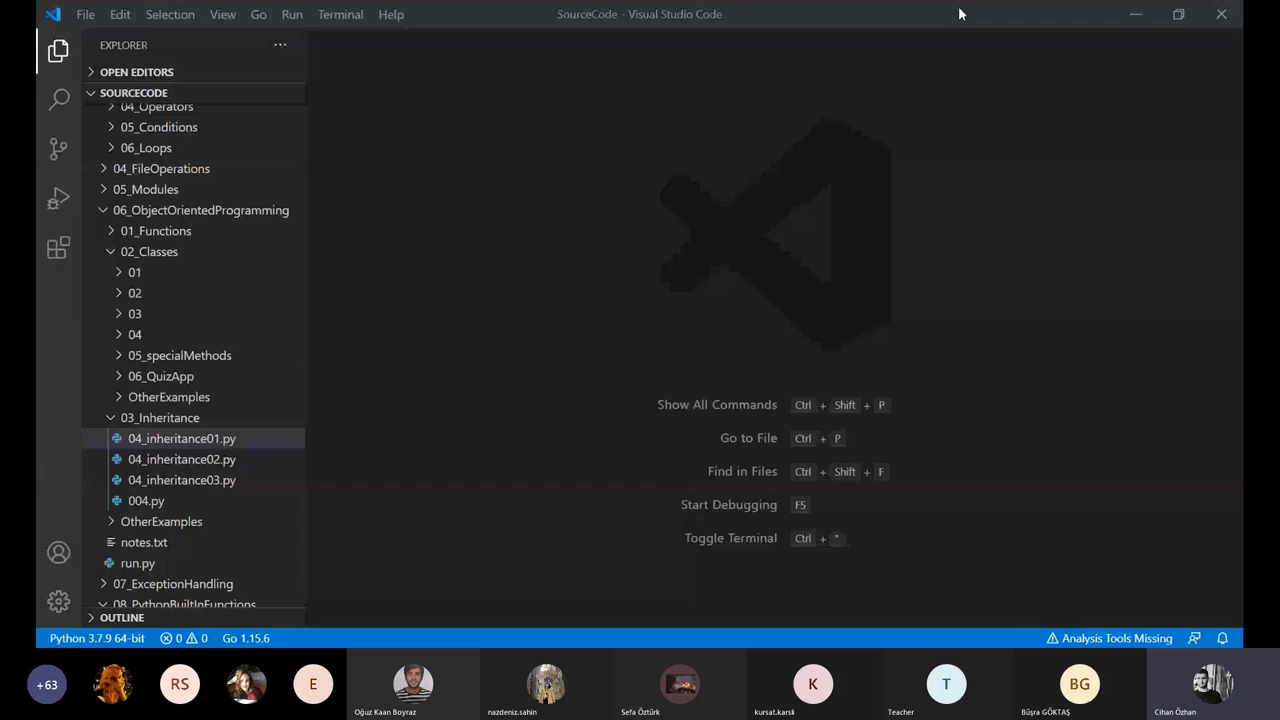 File Edit Selection View Go Run Terminal Help
SourceCode - Visual Studio Code
EXPLORER
OPEN EDITORS
SOURCECODE
04_Operators
05_Conditions
06_Loops
04_FileOperations
05_Modules
06_ObjectOrientedProgramming
01_Functions
02_Classes
01
02
03
04
05_specialMethods
06_QuizApp
OtherExamples
03_Inheritance
04_inheritance01.py
04_inheritance02.py
04_inheritance03.py
004.py
OtherExamples
notes.txt
run.py
07_ExceptionHandling
08_PythonBuiltInFunctions
OUTLINE
Show All Commands Ctrl + Shift + P
Go to File Ctrl + P
Find in Files Ctrl + Shift + F
Start Debugging F5
Toggle Terminal Ctrl + "
Python 3.7.9 64-bit 0 0 Go 1.15.6 Analysis Tools Missing
+63 RS E K T BG
Oğuz Kaan Boyraz nazdeniz.sahin Sefa Öztürk kursat.karsli Teacher Büşra GÖKTAŞ Cihan Özhan